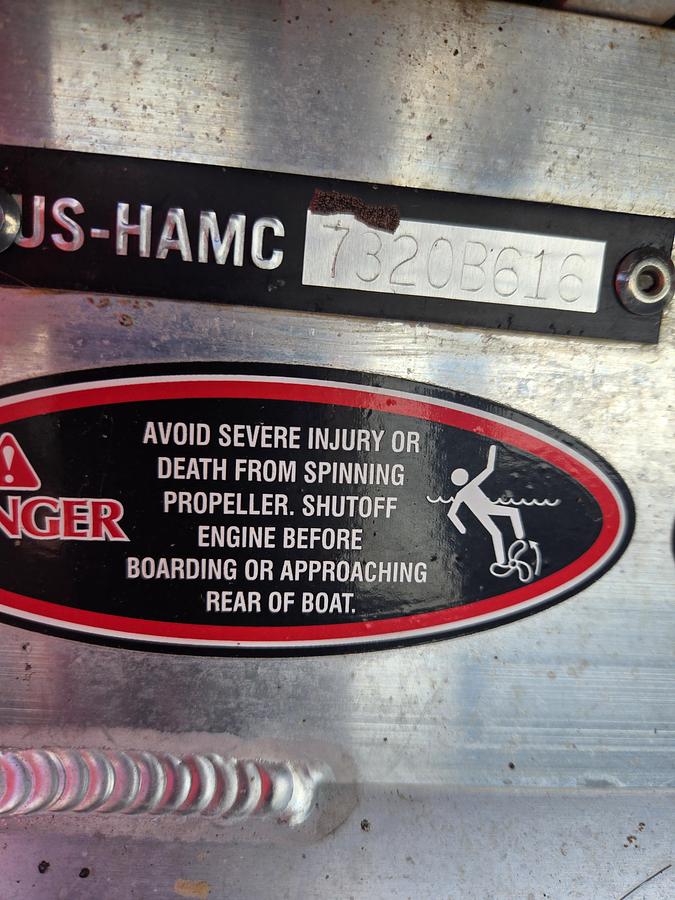 US-HAMC 7320B616
NGER
AVOID SEVERE INJURY OR
DEATH FROM SPINNING
PROPELLER. SHUTOFF
ENGINE BEFORE
BOARDING OR APPROACHING
REAR OF BOAT.